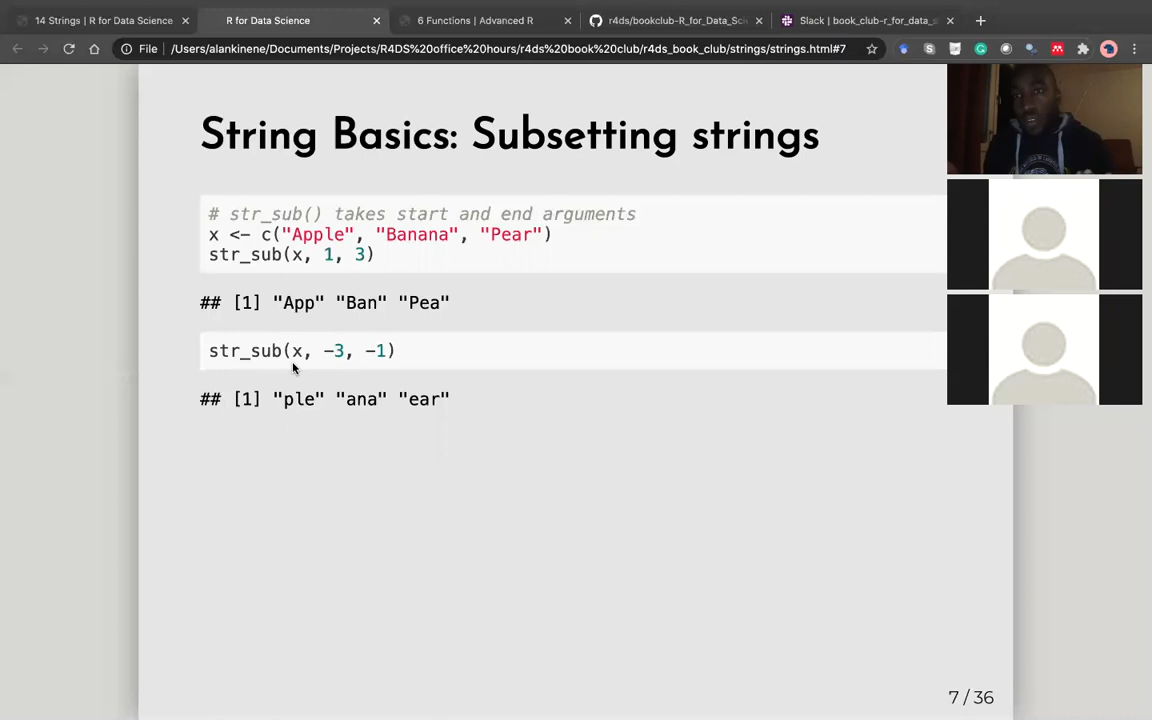 14 Strings | R for Data Science
R for Data Science
6 Functions | Advanced R
r4ds/bookclub-R_for_Data_Sci
Slack | book_club-r_for_data_s
File
/Users/alankinene/Documents/Projects/R4DS%20office%20hours/r4ds%20book%20club/r4ds_book_club/strings/strings.html#7
String Basics: Subsetting strings
# str_sub() takes start and end arguments
x <- c("Apple", "Banana", "Pear")
str_sub(x, 1, 3)
## [1] "App" "Ban" "Pea"
str_sub(x, -3, -1)
## [1] "ple" "ana" "ear"
7 / 36